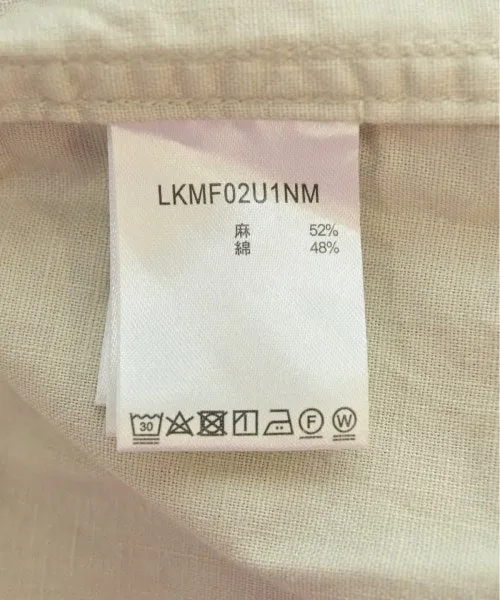 LKMF02U1NM
麻 52%
綿 48%
30 F W